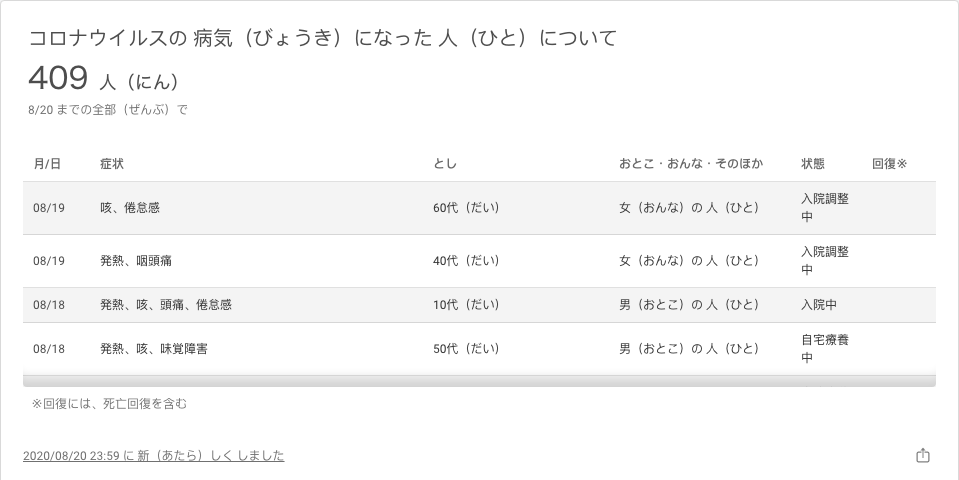 コロナウイルスの 病気（びょうき）になった 人（ひと）について
409 人（にん）
8/20 までの全部（ぜんぶ）で
月/日 症状 とし おとこ・おんな・そのほか 状態 回復※
08/19 咳、倦怠感 60代（だい） 女（おんな）の 人（ひと） 入院調整
中
08/19 発熱、咽頭痛 40代（だい） 女（おんな）の 人（ひと） 入院調整
中
08/18 発熱、咳、頭痛、倦怠感 10代（だい） 男（おとこ）の 人（ひと） 入院中
08/18 発熱、咳、味覚障害 50代（だい） 男（おとこ）の 人（ひと） 自宅療養
中
※回復には、死亡回復を含む
2020/08/20 23:59 に 新（あたら）しく しました